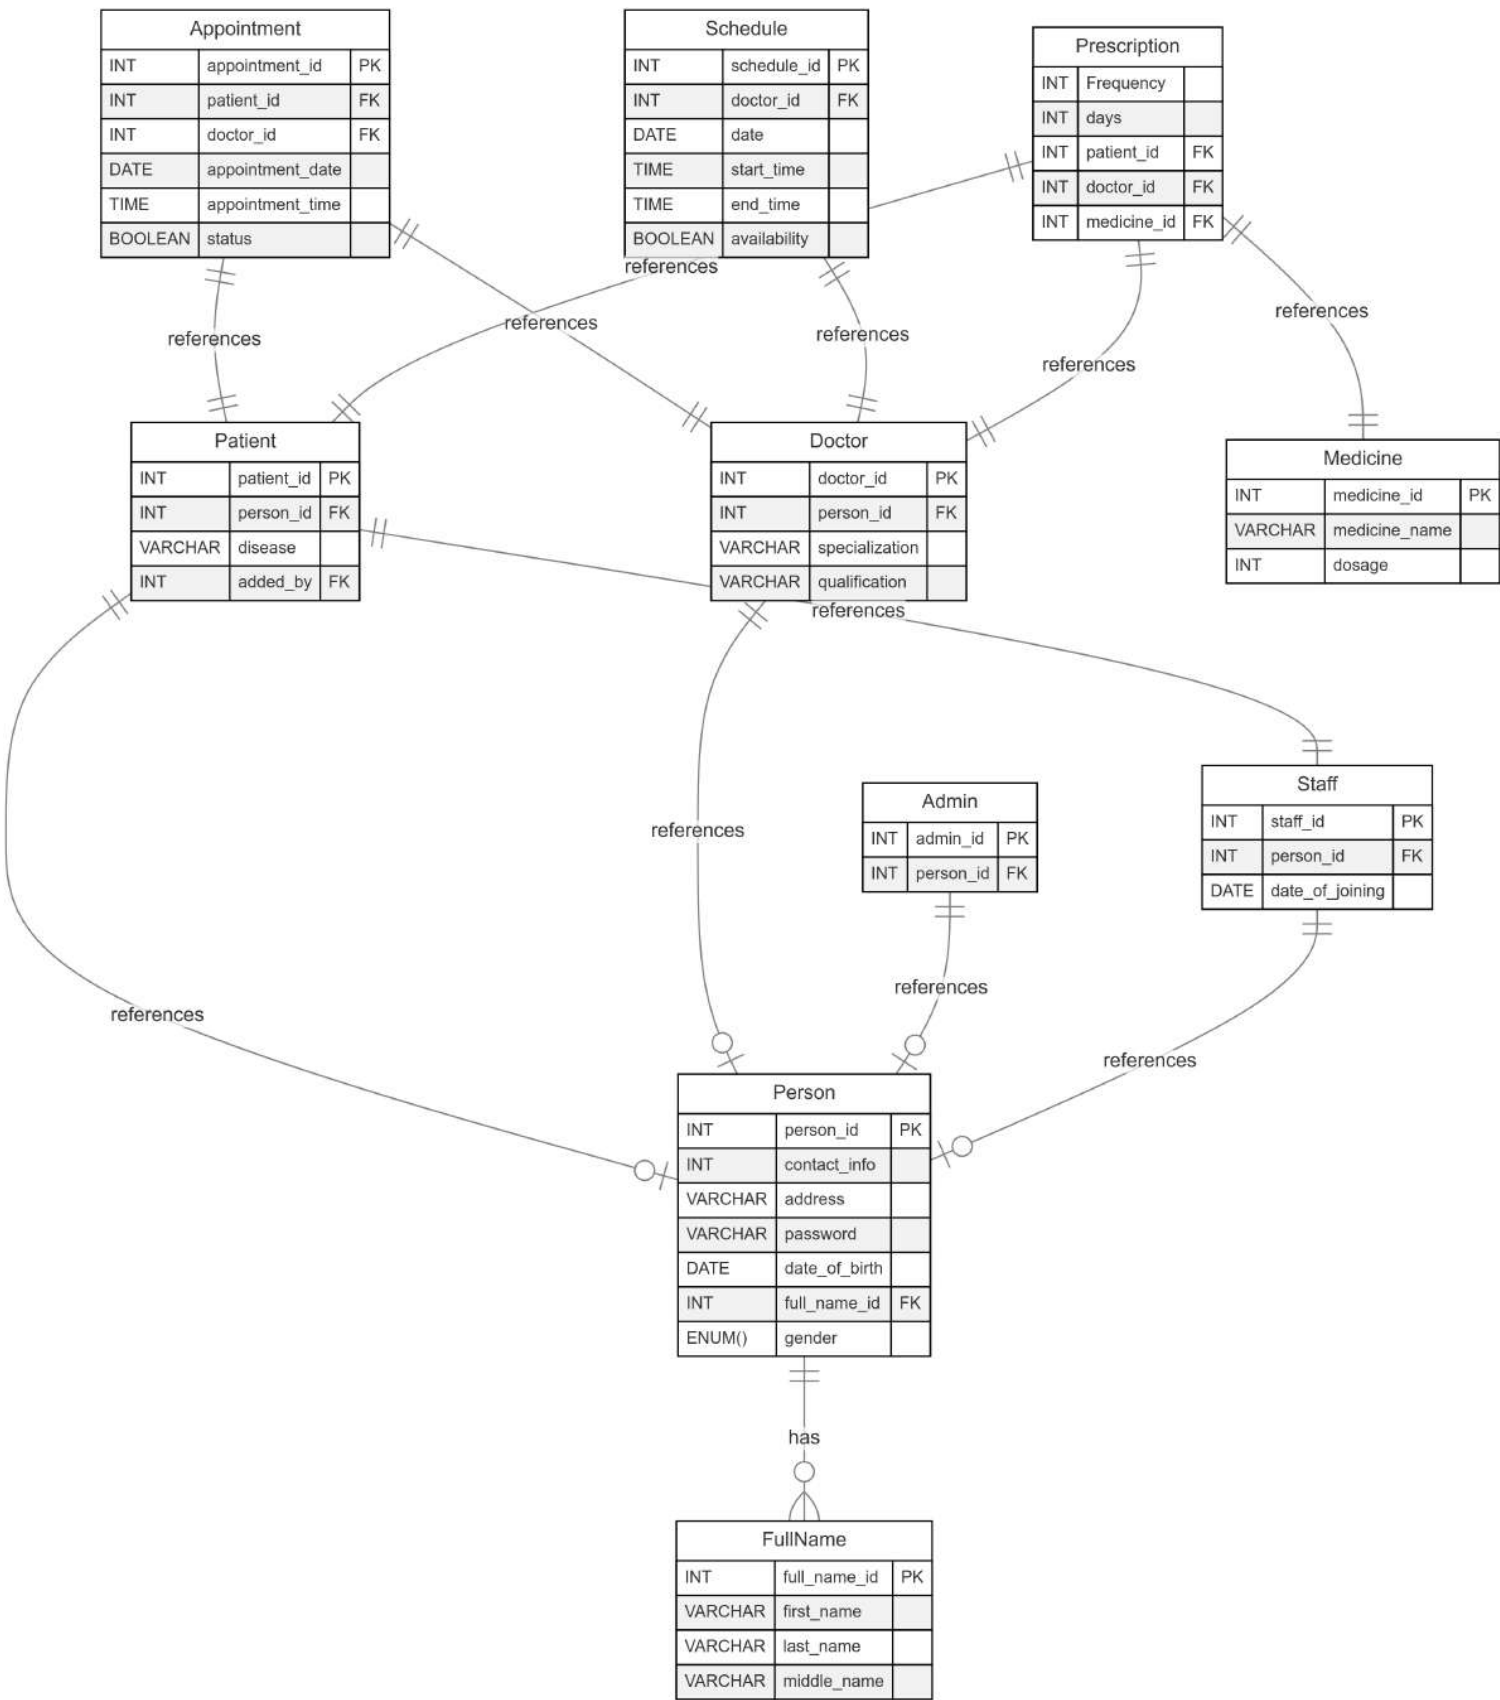 Appointment
INT appointment_id PK
INT patient_id FK
INT doctor_id FK
DATE appointment_date
TIME appointment_time
BOOLEAN status
Schedule
INT schedule_id PK
INT doctor_id FK
DATE date
TIME start_time
TIME end_time
BOOLEAN availability
Prescription
INT Frequency
INT days
INT patient_id FK
INT doctor_id FK
INT medicine_id FK
references
references
references
references
references
references
Patient
INT patient_id PK
INT person_id FK
VARCHAR disease
INT added_by FK
Doctor
INT doctor_id PK
INT person_id FK
VARCHAR specialization
VARCHAR qualification
Medicine
INT medicine_id PK
VARCHAR medicine_name
INT dosage
references
references
Admin
INT admin_id PK
INT person_id FK
Staff
INT staff_id PK
INT person_id FK
DATE date_of_joining
references
references
references
Person
INT person_id PK
INT contact_info
VARCHAR address
VARCHAR password
DATE date_of_birth
INT full_name_id FK
ENUM() gender
has
FullName
INT full_name_id PK
VARCHAR first_name
VARCHAR last_name
VARCHAR middle_name